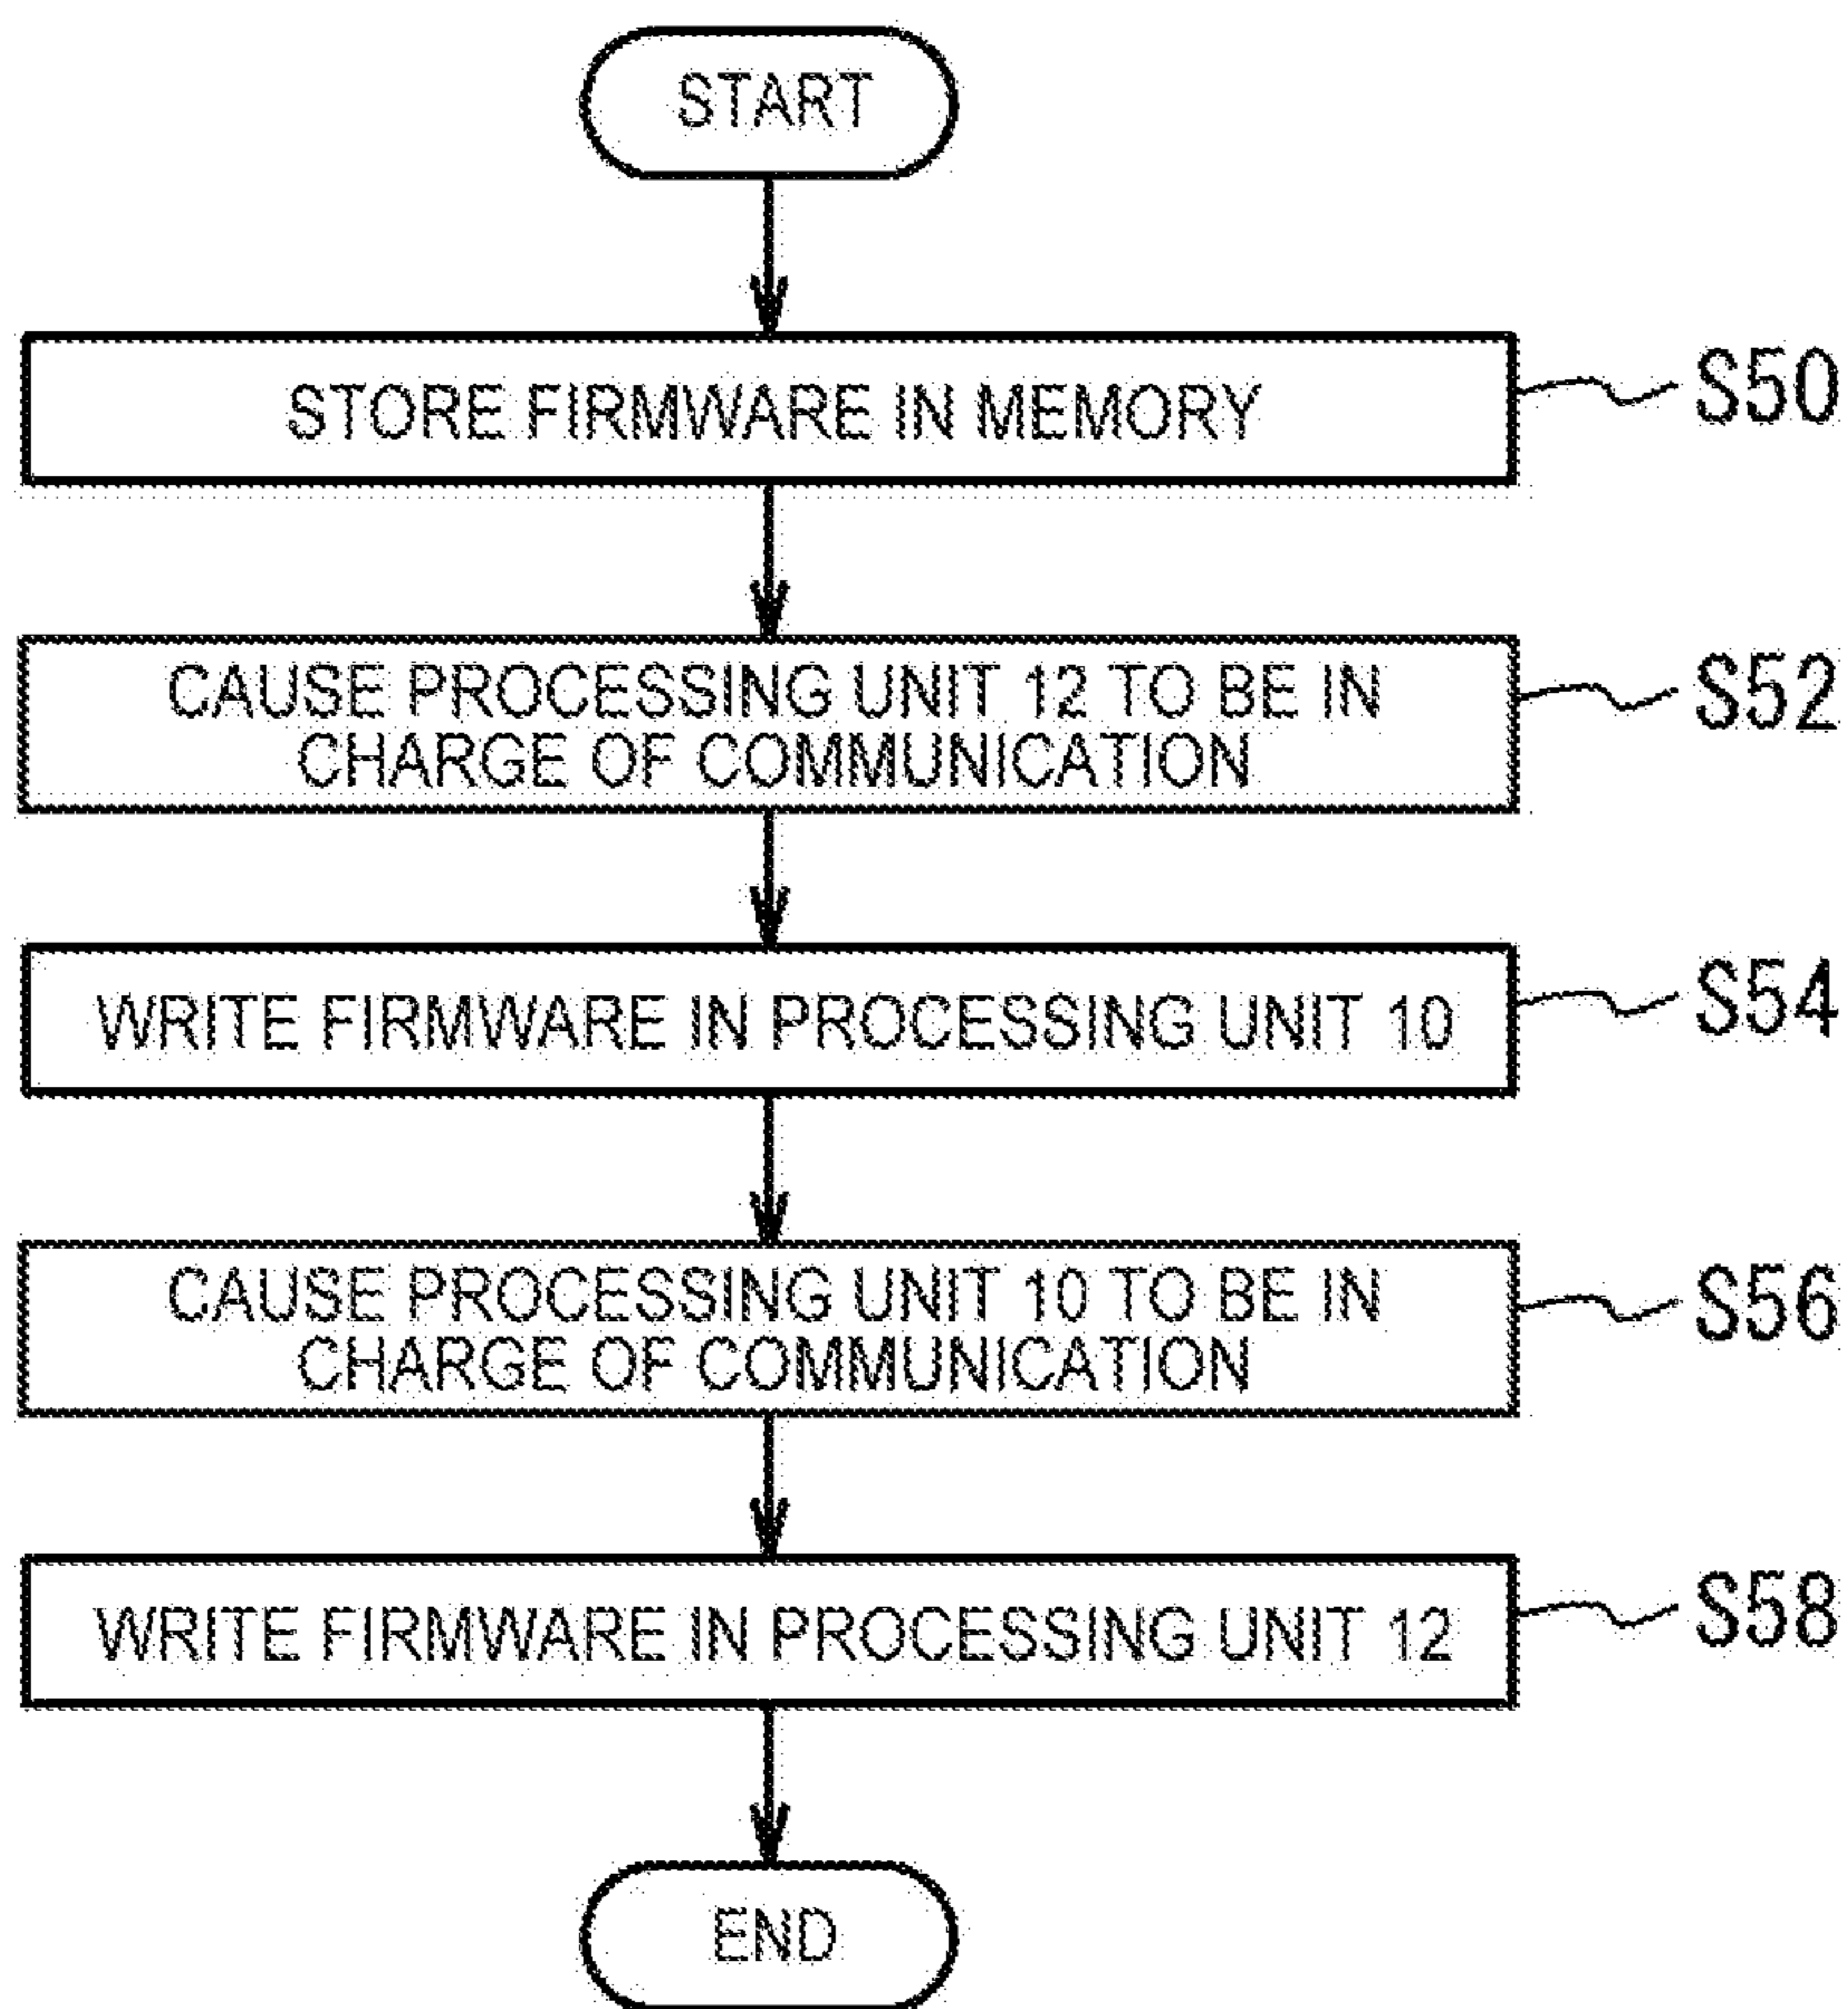 START
STORE FIRMWARE IN MEMORY
S50
CAUSE PROCESSING UNIT 12 TO BE IN
CHARGE OF COMMUNICATION
S52
WRITE FIRMWARE IN PROCESSING UNIT 10
S54
CAUSE PROCESSING UNIT 10 TO BE IN
CHARGE OF COMMUNICATION
S56
WRITE FIRMWARE IN PROCESSING UNIT 12
S58
END